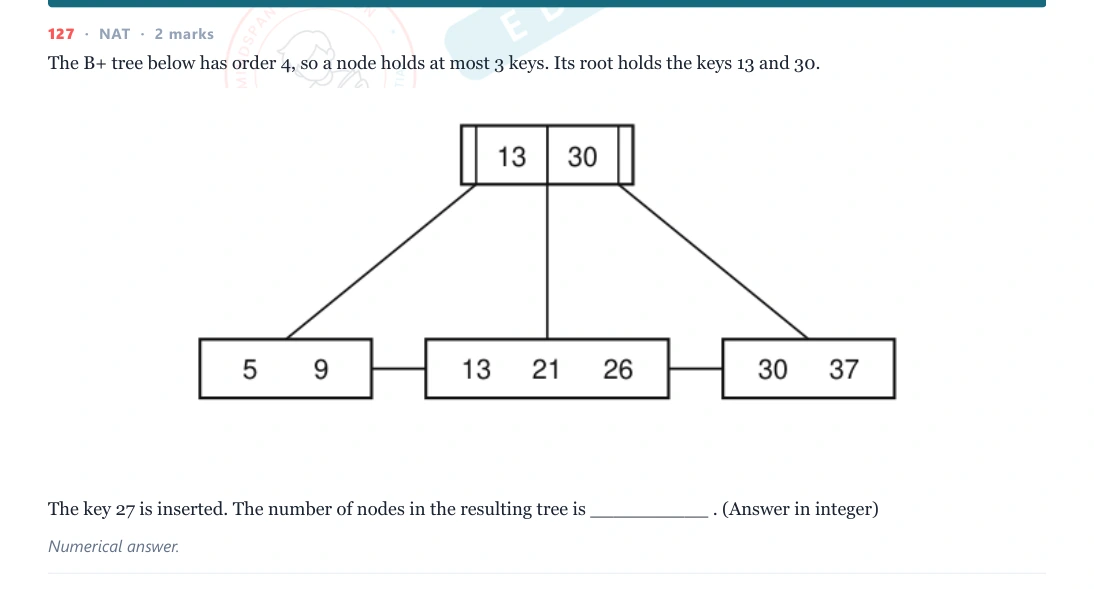 127 · NAT · 2 marks
The B+ tree below has order 4, so a node holds at most 3 keys. Its root holds the keys 13 and 30.
13 30
5 9 13 21 26 30 37
The key 27 is inserted. The number of nodes in the resulting tree is ___________ . (Answer in integer)
Numerical answer.